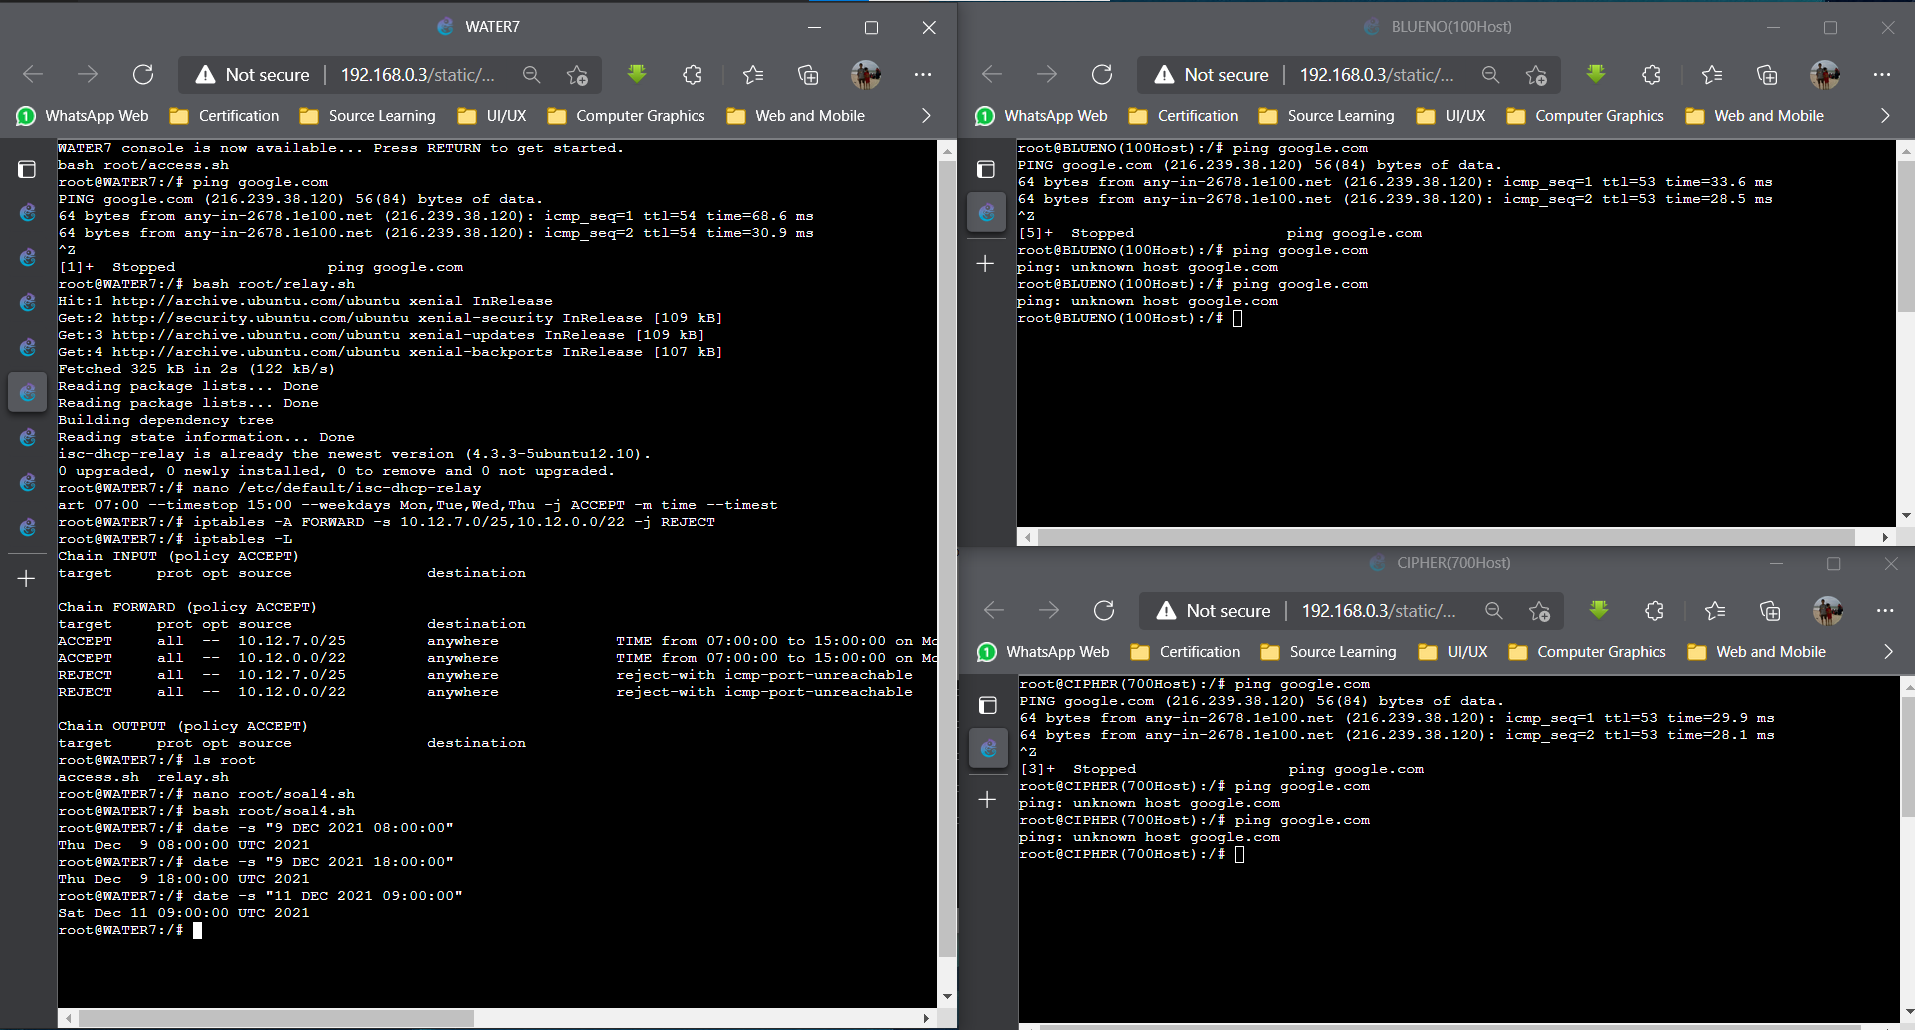 WATER7
Not secure | 192.168.0.3/static/...
WhatsApp Web Certification Source Learning UI/UX Computer Graphics Web and Mobile
WATER7 console is now available... Press RETURN to get started.
bash root/access.sh
root@WATER7:/# ping google.com
PING google.com (216.239.38.120) 56(84) bytes of data.
64 bytes from any-in-2678.1e100.net (216.239.38.120): icmp_seq=1 ttl=54 time=68.6 ms
64 bytes from any-in-2678.1e100.net (216.239.38.120): icmp_seq=2 ttl=54 time=30.9 ms
^Z
[1]+  Stopped                 ping google.com
root@WATER7:/# bash root/relay.sh
Hit:1 http://archive.ubuntu.com/ubuntu xenial InRelease
Get:2 http://security.ubuntu.com/ubuntu xenial-security InRelease [109 kB]
Get:3 http://archive.ubuntu.com/ubuntu xenial-updates InRelease [109 kB]
Get:4 http://archive.ubuntu.com/ubuntu xenial-backports InRelease [107 kB]
Fetched 325 kB in 2s (122 kB/s)
Reading package lists... Done
Reading package lists... Done
Building dependency tree
Reading state information... Done
isc-dhcp-relay is already the newest version (4.3.3-5ubuntu12.10).
0 upgraded, 0 newly installed, 0 to remove and 0 not upgraded.
root@WATER7:/# nano /etc/default/isc-dhcp-relay
art 07:00 --timestop 15:00 --weekdays Mon,Tue,Wed,Thu -j ACCEPT -m time --timest
root@WATER7:/# iptables -A FORWARD -s 10.12.7.0/25,10.12.0.0/22 -j REJECT
root@WATER7:/# iptables -L
Chain INPUT (policy ACCEPT)
target     prot opt source               destination
Chain FORWARD (policy ACCEPT)
target     prot opt source               destination
ACCEPT     all  --  10.12.7.0/25         anywhere             TIME from 07:00:00 to 15:00:00 on Mo
ACCEPT     all  --  10.12.0.0/22         anywhere             TIME from 07:00:00 to 15:00:00 on Mo
REJECT     all  --  10.12.7.0/25         anywhere             reject-with icmp-port-unreachable
REJECT     all  --  10.12.0.0/22         anywhere             reject-with icmp-port-unreachable
Chain OUTPUT (policy ACCEPT)
target     prot opt source               destination
root@WATER7:/# ls root
access.sh  relay.sh
root@WATER7:/# nano root/soal4.sh
root@WATER7:/# bash root/soal4.sh
root@WATER7:/# date -s "9 DEC 2021 08:00:00"
Thu Dec  9 08:00:00 UTC 2021
root@WATER7:/# date -s "9 DEC 2021 18:00:00"
Thu Dec  9 18:00:00 UTC 2021
root@WATER7:/# date -s "11 DEC 2021 09:00:00"
Sat Dec 11 09:00:00 UTC 2021
root@WATER7:/#
BLUENO(100Host)
Not secure | 192.168.0.3/static/...
WhatsApp Web Certification Source Learning UI/UX Computer Graphics Web and Mobile
root@BLUENO(100Host):/# ping google.com
PING google.com (216.239.38.120) 56(84) bytes of data.
64 bytes from any-in-2678.1e100.net (216.239.38.120): icmp_seq=1 ttl=53 time=33.6 ms
64 bytes from any-in-2678.1e100.net (216.239.38.120): icmp_seq=2 ttl=53 time=28.5 ms
^Z
[5]+  Stopped                 ping google.com
root@BLUENO(100Host):/# ping google.com
ping: unknown host google.com
root@BLUENO(100Host):/# ping google.com
ping: unknown host google.com
root@BLUENO(100Host):/#
CIPHER(700Host)
Not secure | 192.168.0.3/static/...
WhatsApp Web Certification Source Learning UI/UX Computer Graphics Web and Mobile
root@CIPHER(700Host):/# ping google.com
PING google.com (216.239.38.120) 56(84) bytes of data.
64 bytes from any-in-2678.1e100.net (216.239.38.120): icmp_seq=1 ttl=53 time=29.9 ms
64 bytes from any-in-2678.1e100.net (216.239.38.120): icmp_seq=2 ttl=53 time=28.1 ms
^Z
[3]+  Stopped                 ping google.com
root@CIPHER(700Host):/# ping google.com
ping: unknown host google.com
root@CIPHER(700Host):/# ping google.com
ping: unknown host google.com
root@CIPHER(700Host):/#